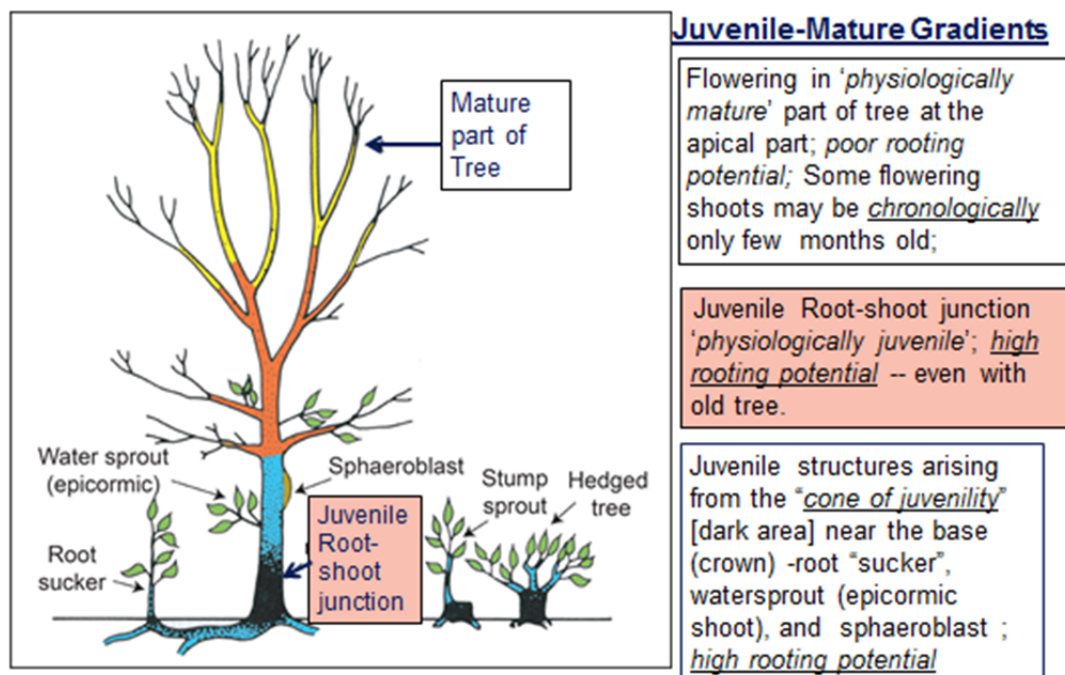 Juvenile-Mature Gradients
Mature
part of
Tree
Flowering in ‘physiologically
mature’ part of tree at the
apical part; poor rooting
potential; Some flowering
shoots may be chronologically
only few months old;
Juvenile Root-shoot junction
‘physiologically juvenile’; high
rooting potential -- even with
old tree.
Water sprout
(epicormic)
Sphaeroblast
Stump
sprout
Hedged
tree
Root
sucker
Juvenile
Root-
shoot
junction
Juvenile structures arising
from the “cone of juvenility”
[dark area] near the base
(crown) -root “sucker”,
watersprout (epicormic
shoot), and sphaeroblast ;
high rooting potential